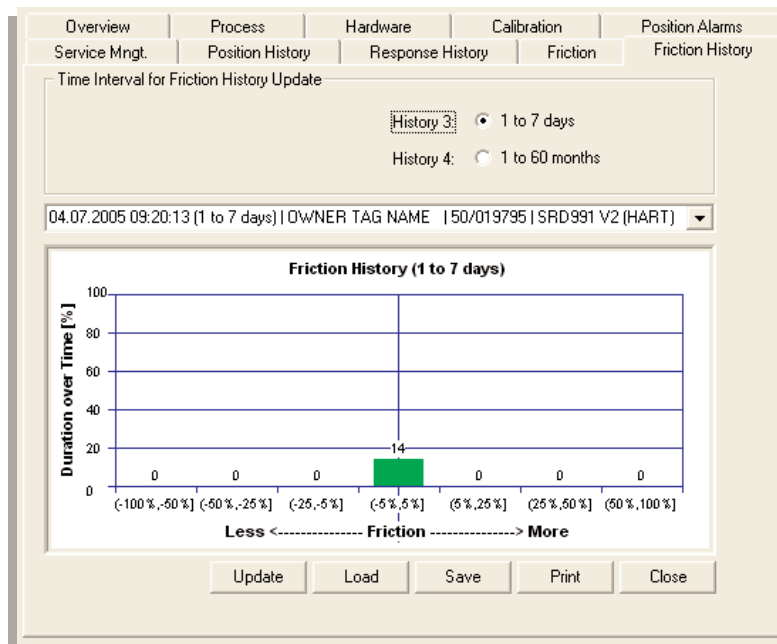 Overview Process Hardware Calibration Position Alarms
Service Mngt. Position History Response History Friction Friction History
Time Interval for Friction History Update
History 3: 1 to 7 days
History 4: 1 to 60 months
04.07.2005 09:20:13 (1 to 7 days) | OWNER TAG NAME | 50/019795 | SRD991 V2 (HART)
Friction History (1 to 7 days)
Duration over Time [%]
100
80
60
40
20
0
0 0 0 14 0 0 0
(-100%,-50%] (-50%,-25%] (-25,-5%] (-5%,5%] (5%,25%] (25%,50%] (50%,100%]
Less <--------------- Friction ---------------> More
Update Load Save Print Close